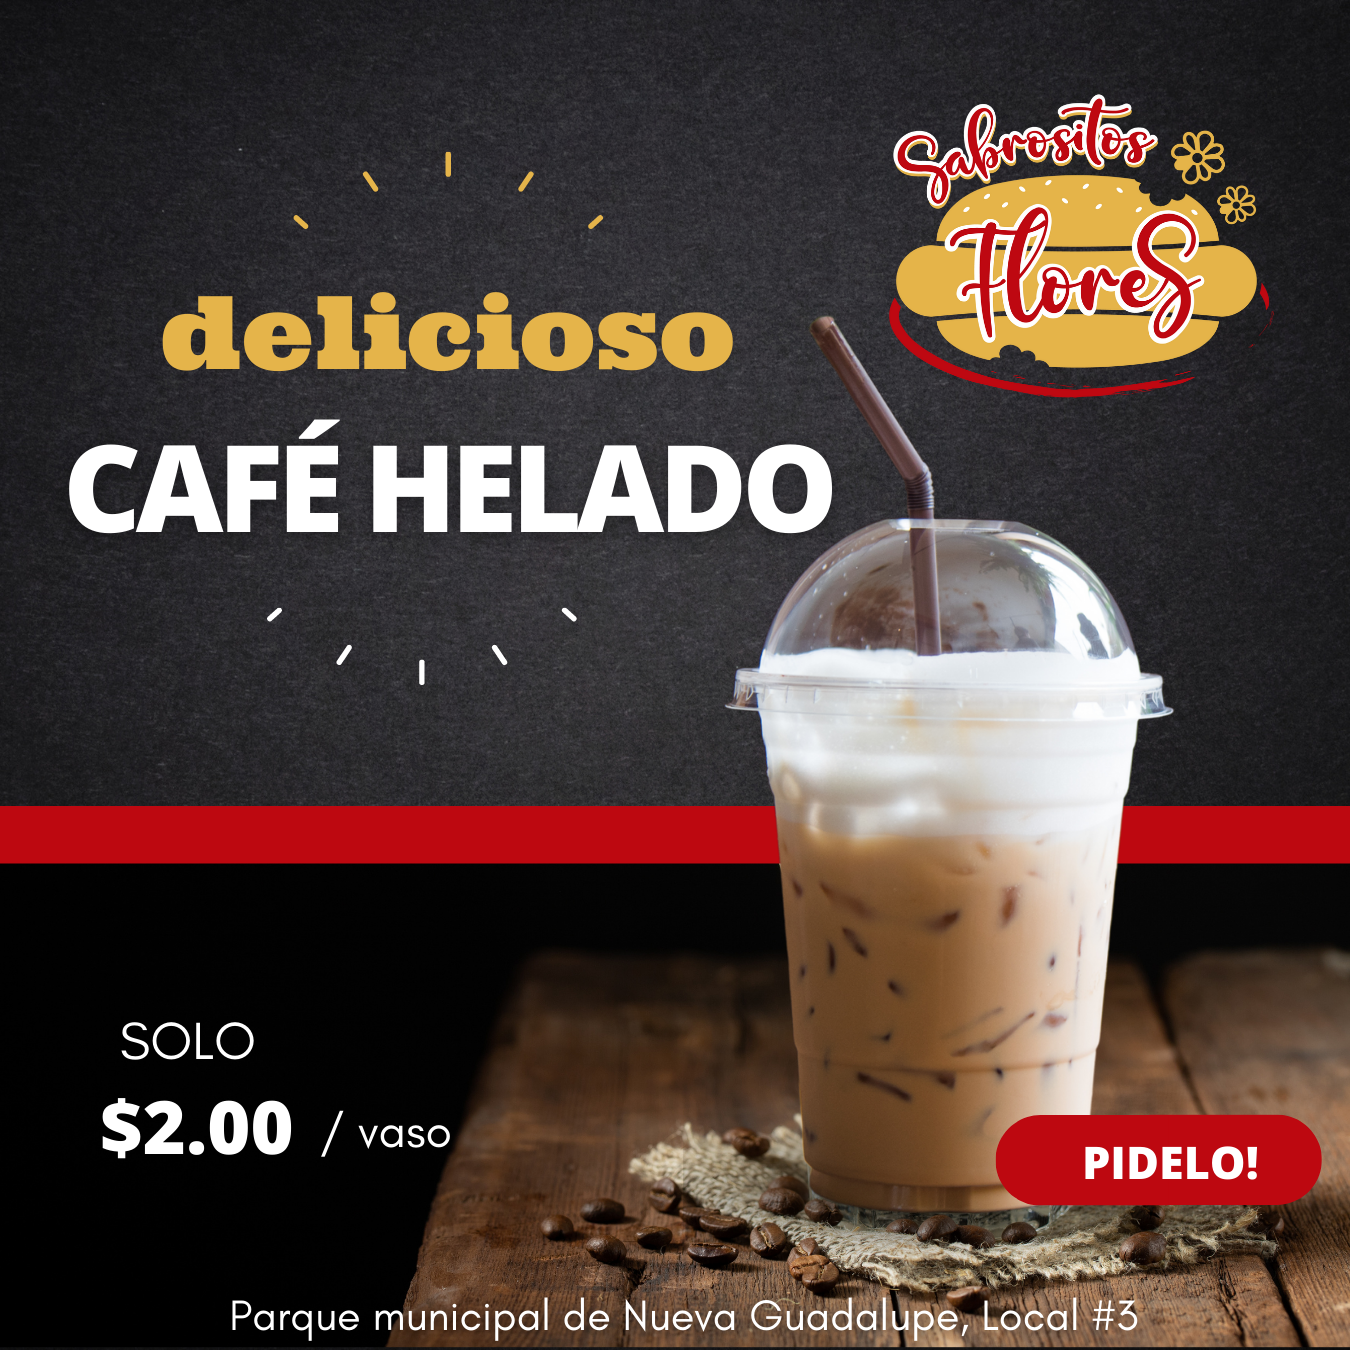 Sabrositos
FloreS
delicioso
CAFÉ HELADO
SOLO
$2.00 / vaso
PIDELO!
Parque municipal de Nueva Guadalupe, Local #3